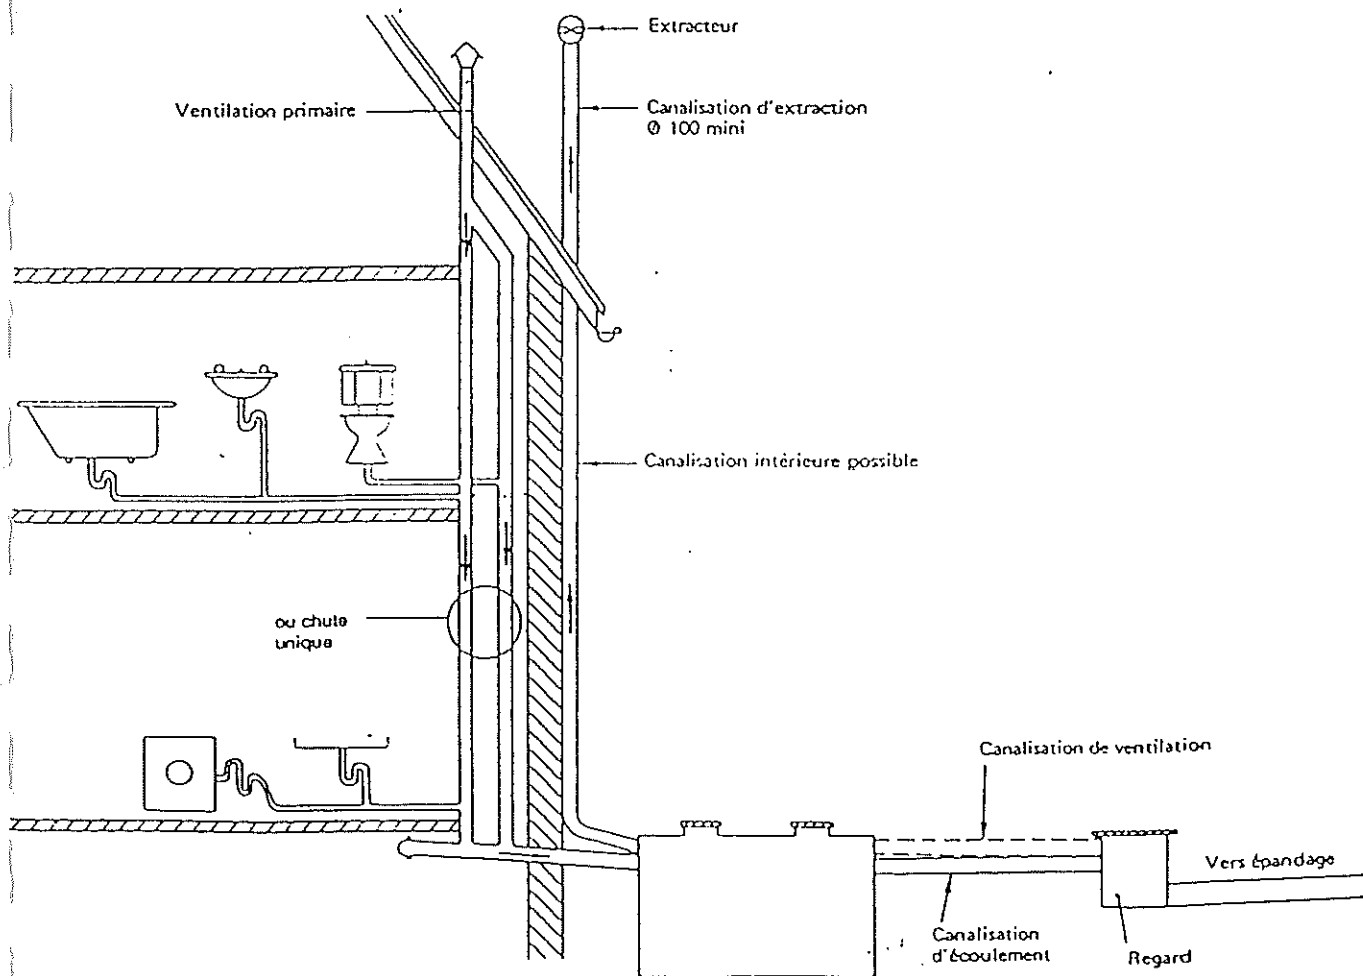 Extracteur
Ventilation primaire
Canalisation d'extraction
Ø 100 mini
Canalisation intérieure possible
ou chute
unique
Canalisation de ventilation
Vers épandage
Canalisation
d'écoulement
Regard